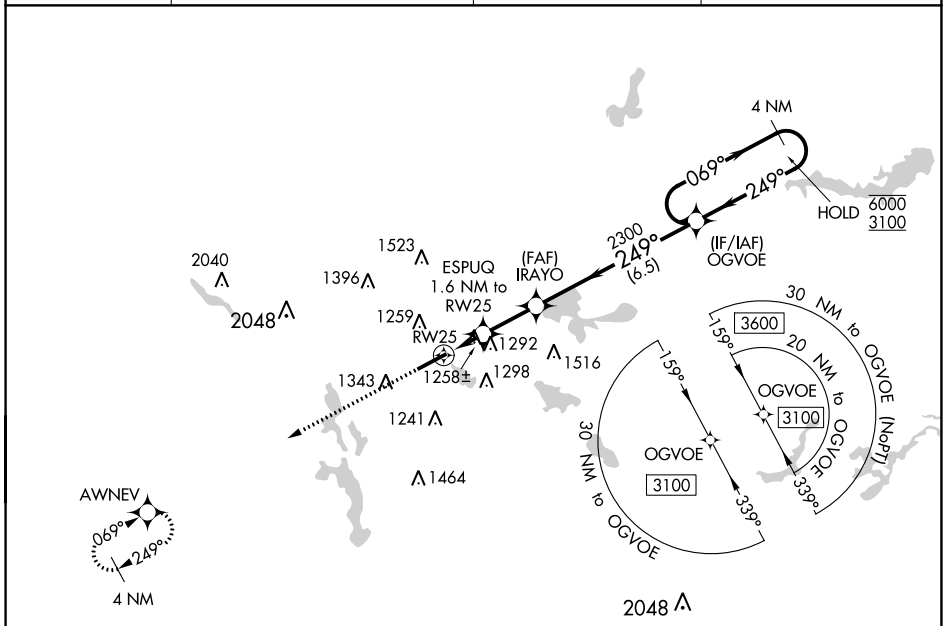 4 NM
069°
249°
HOLD
6000
3100
2300
249°
(6.5)
(IF/IAF)
OGVOE
(FAF)
IRAYO
ESPUQ
1.6 NM to
RW25
1523
2040
1396
2048
1259
RW25
1292
1516
1258±
1298
1343
1241
1464
30 NM to OGVOE (NoPT)
159°
3600
20 NM to OGVOE
OGVOE
3100
339°
159°
OGVOE
3100
30 NM to OGVOE
339°
AWNEV
069°
249°
4 NM
2048